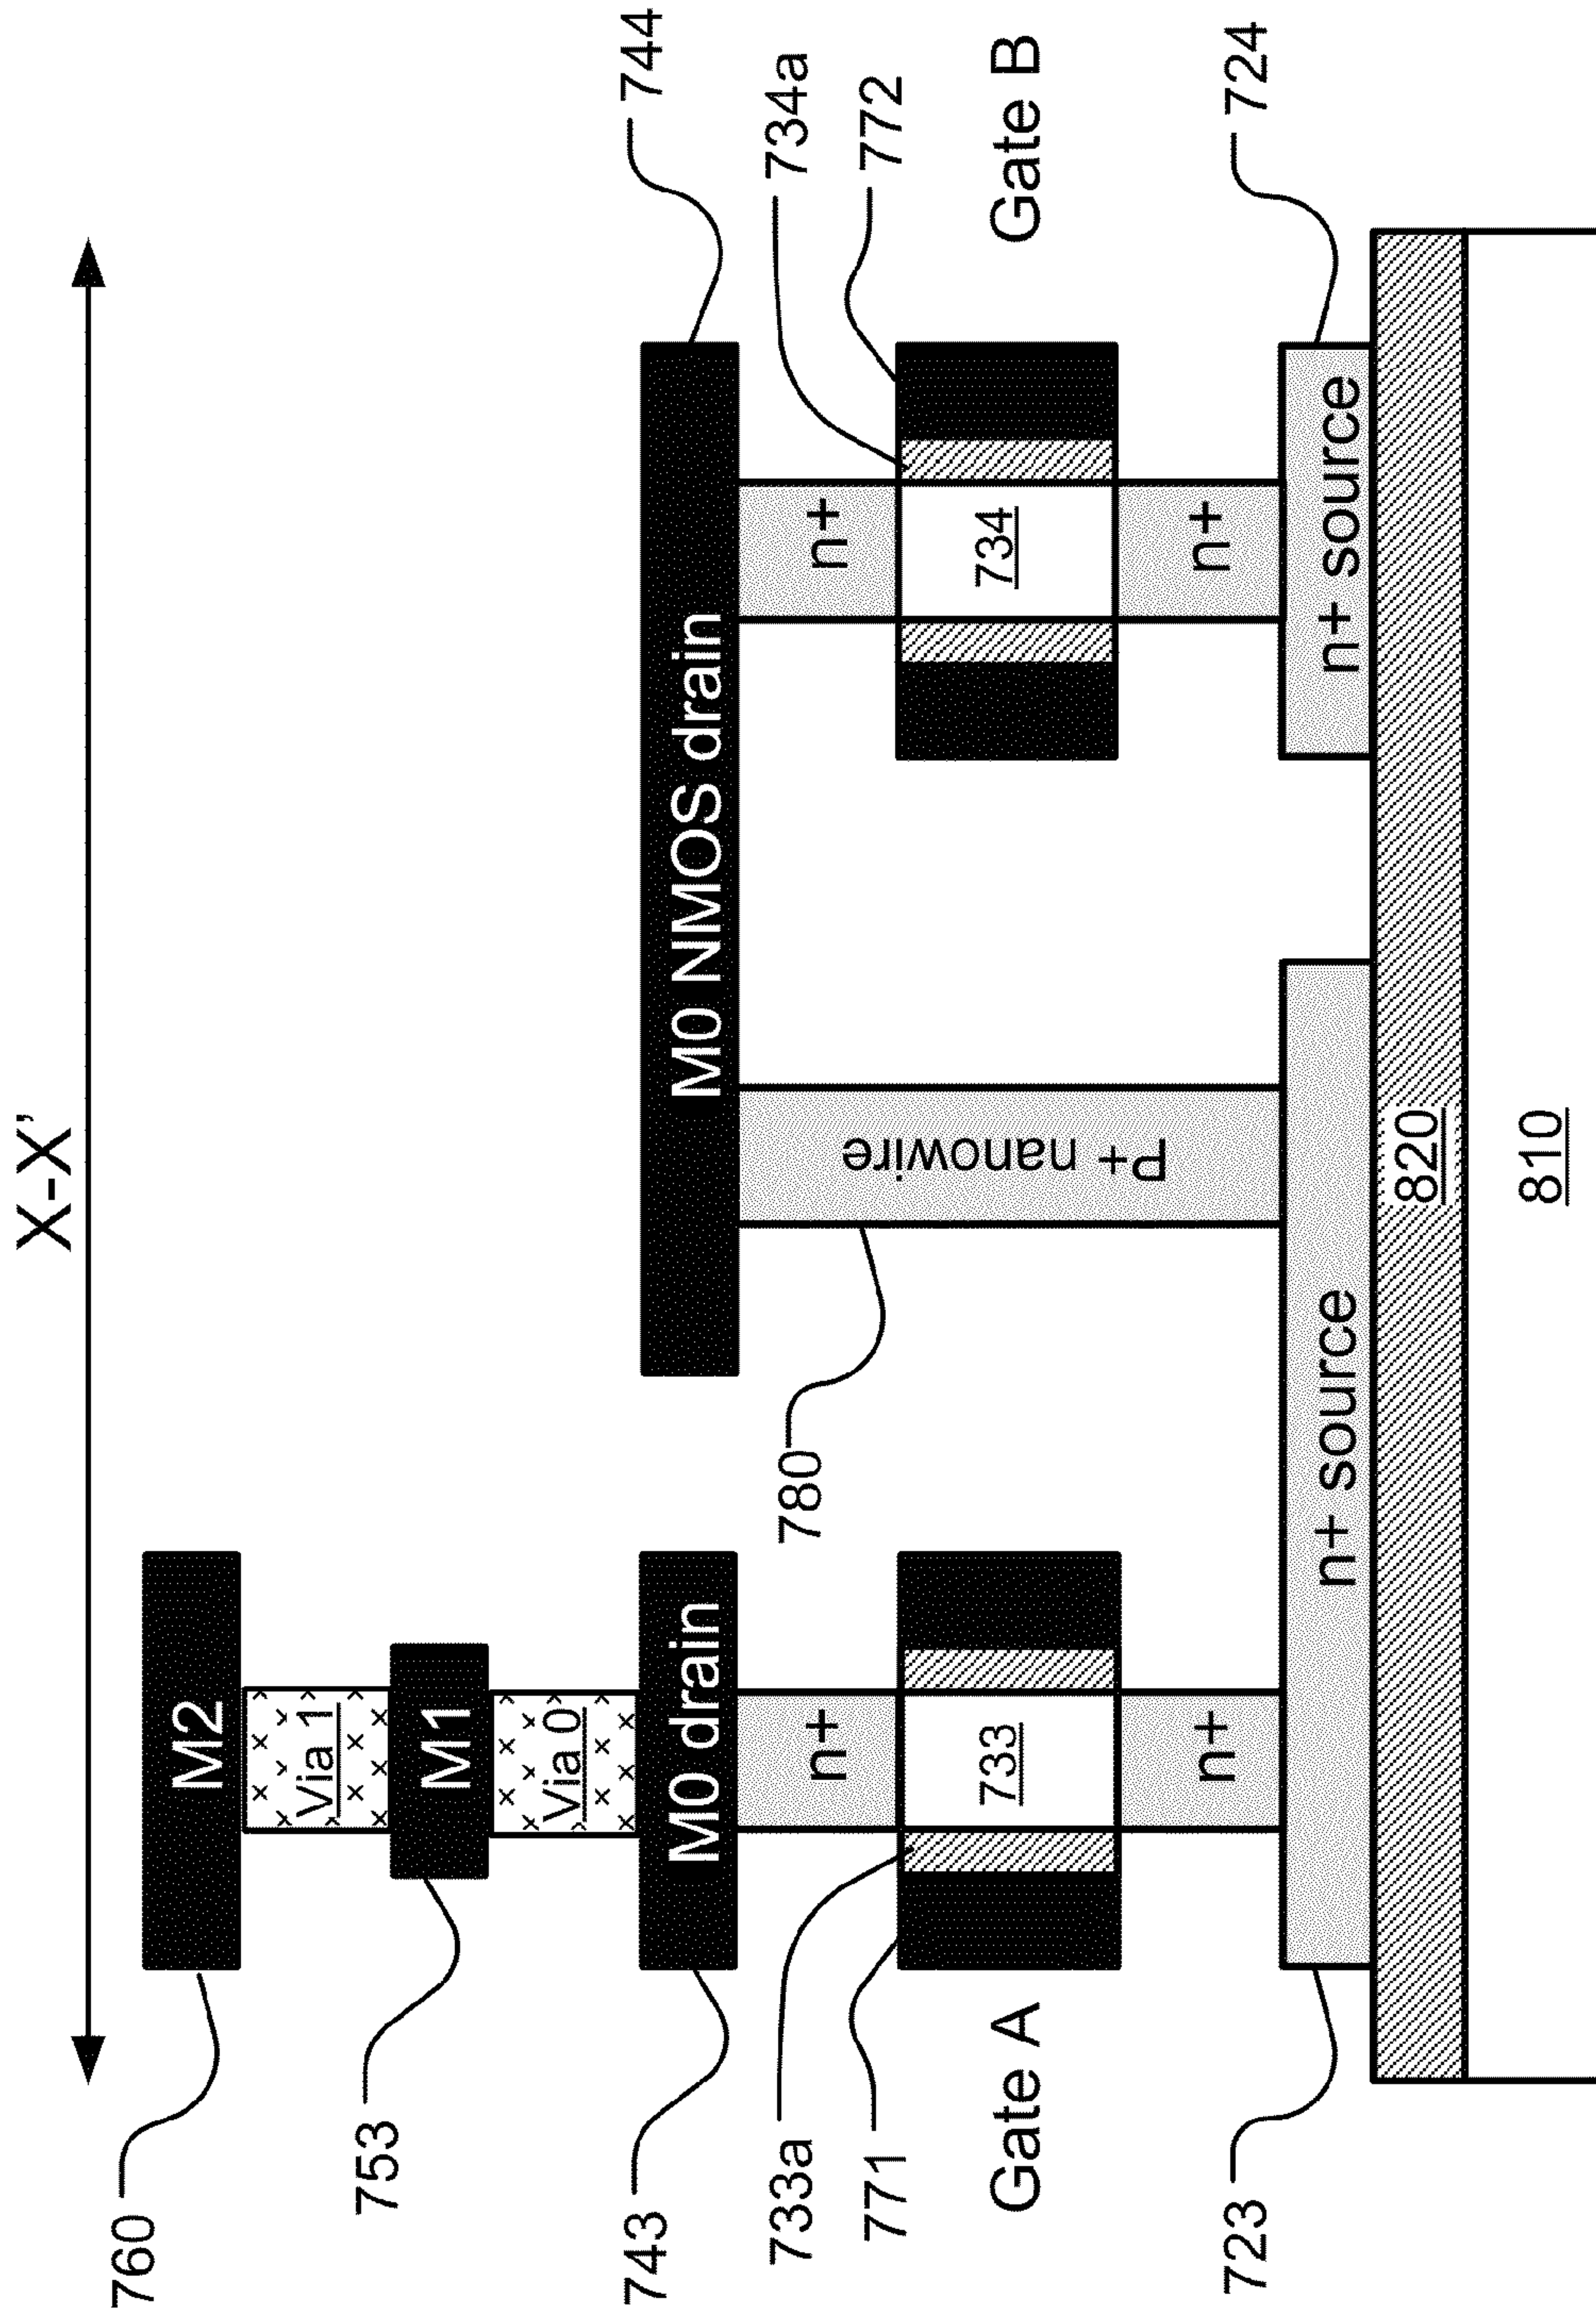 X-X’
760
M2
Via 1
753
M1
Via 0
743
M0 drain
M0 NMOS drain
744
733a
771
n+
780
P+ nanowire
n+
734a
772
Gate A
733
734
Gate B
n+
n+
723
n+ source
n+ source
724
820
810